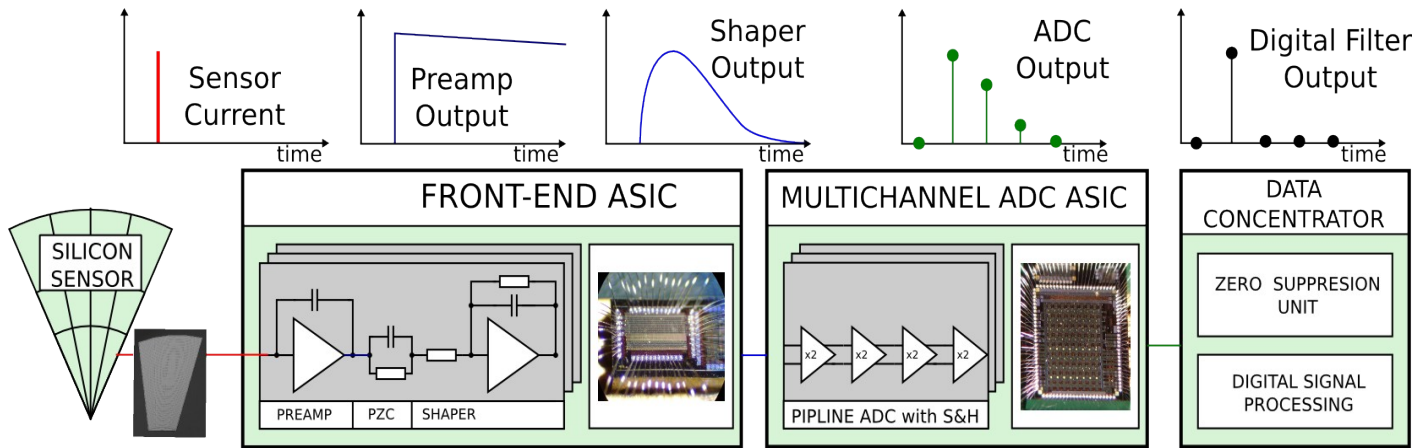 Sensor
Current
time
Preamp
Output
time
Shaper
Output
time
ADC
Output
time
Digital Filter
Output
time
SILICON
SENSOR
FRONT-END ASIC
PREAMP
PZC
SHAPER
MULTICHANNEL ADC ASIC
x2
x2
x2
x2
PIPLINE ADC with S&H
DATA
CONCENTRATOR
ZERO SUPPRESION
UNIT
DIGITAL SIGNAL
PROCESSING